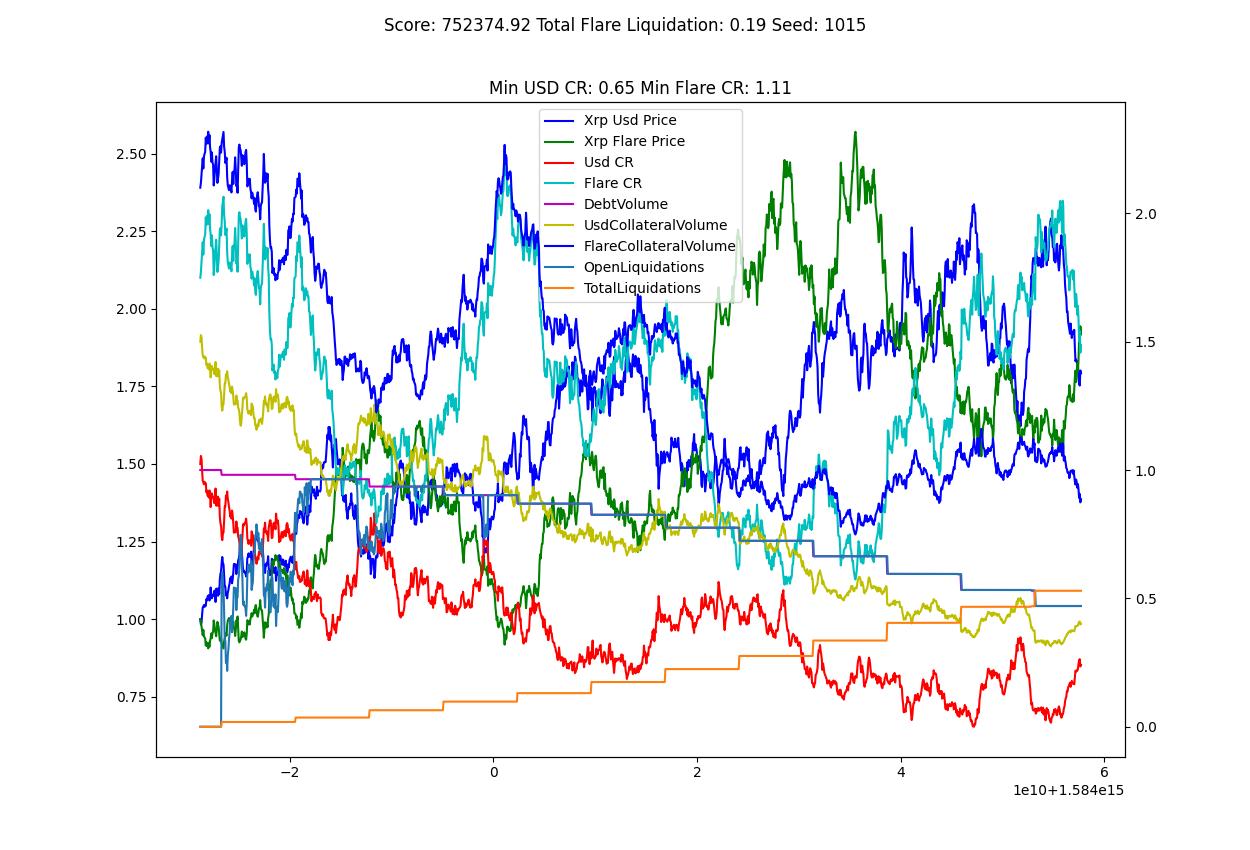 Score: 752374.92 Total Flare Liquidation: 0.19 Seed: 1015
Min USD CR: 0.65 Min Flare CR: 1.11
Xrp Usd Price
Xrp Flare Price
Usd CR
Flare CR
DebtVolume
UsdCollateralVolume
FlareCollateralVolume
OpenLiquidations
TotalLiquidations
2.50
2.25
2.00
1.75
1.50
1.25
1.00
0.75
2.0
1.5
1.0
0.5
0.0
−2 0 2 4 6
1e10+1.584e15